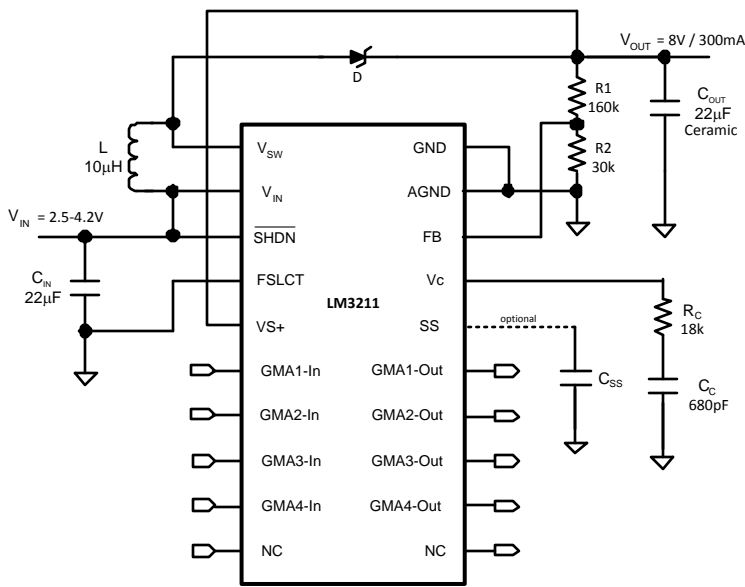 V_OUT = 8V / 300mA
D
R1
160k
C_OUT
22µF
Ceramic
L
10µH
R2
30k
V_SW
GND
V_IN
AGND
V_IN = 2.5-4.2V
SHDN
FB
C_IN
22µF
FSLCT
Vc
LM3211
VS+
SS
optional
R_C
18k
C_SS
C_C
680pF
GMA1-In
GMA1-Out
GMA2-In
GMA2-Out
GMA3-In
GMA3-Out
GMA4-In
GMA4-Out
NC
NC